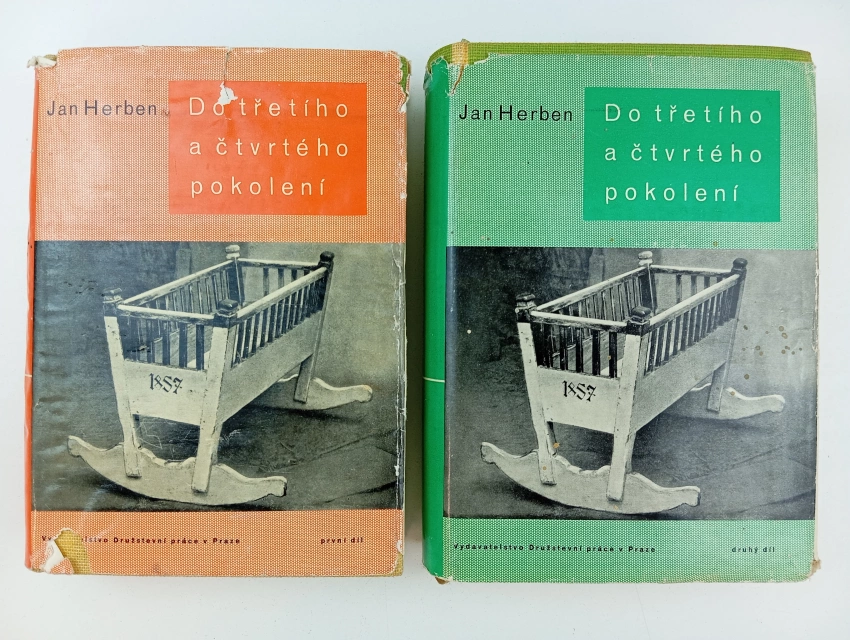 Jan Herben
Do třetího
a čtvrtého
pokolení
1857
Družstevní práce v Praze
první díl
Jan Herben
Do třetího
a čtvrtého
pokolení
1857
Vydavatelstvo Družstevní práce v Praze
druhý díl